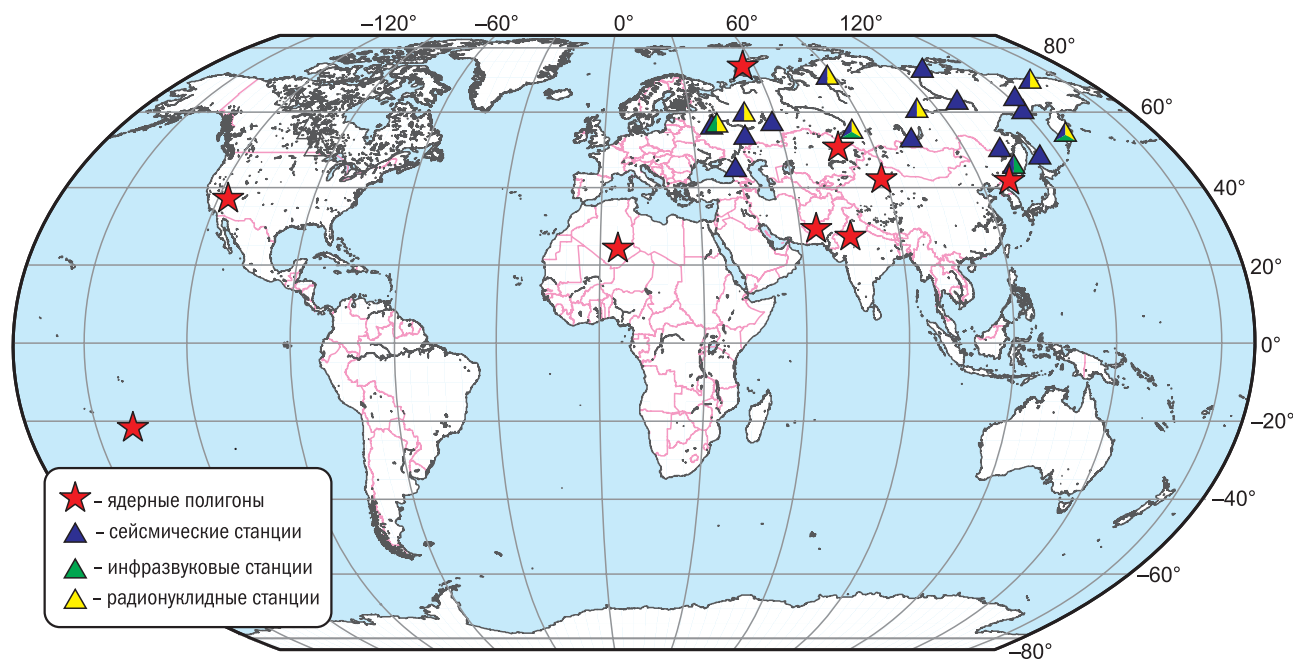 –120° –60° 0° 60° 120°
80°
60°
40°
20°
0°
–20°
–40°
–60°
–80°
– ядерные полигоны
– сейсмические станции
– инфразвуковые станции
– радионуклидные станции